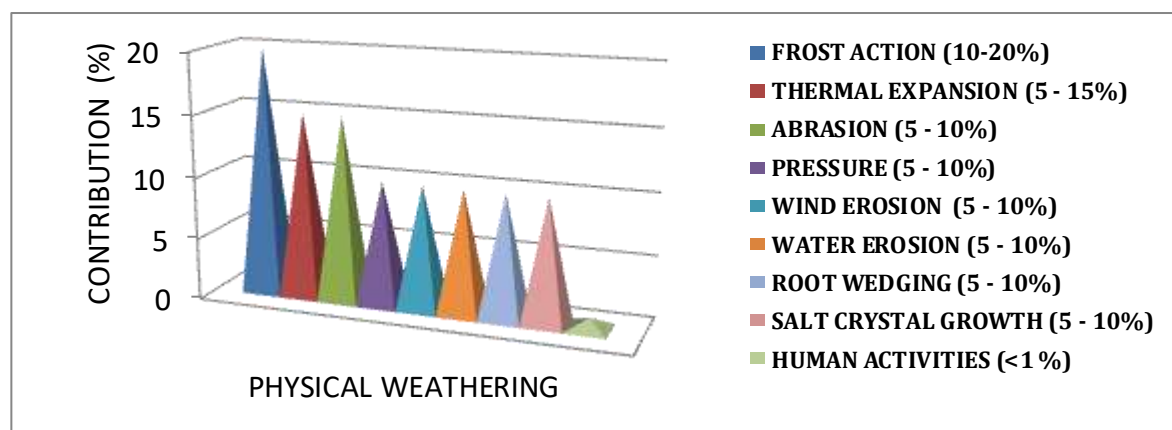 CONTRIBUTION (%)
20
15
10
5
0
PHYSICAL WEATHERING
FROST ACTION (10-20%)
THERMAL EXPANSION (5 - 15%)
ABRASION (5 - 10%)
PRESSURE (5 - 10%)
WIND EROSION (5 - 10%)
WATER EROSION (5 - 10%)
ROOT WEDGING (5 - 10%)
SALT CRYSTAL GROWTH (5 - 10%)
HUMAN ACTIVITIES (<1 %)